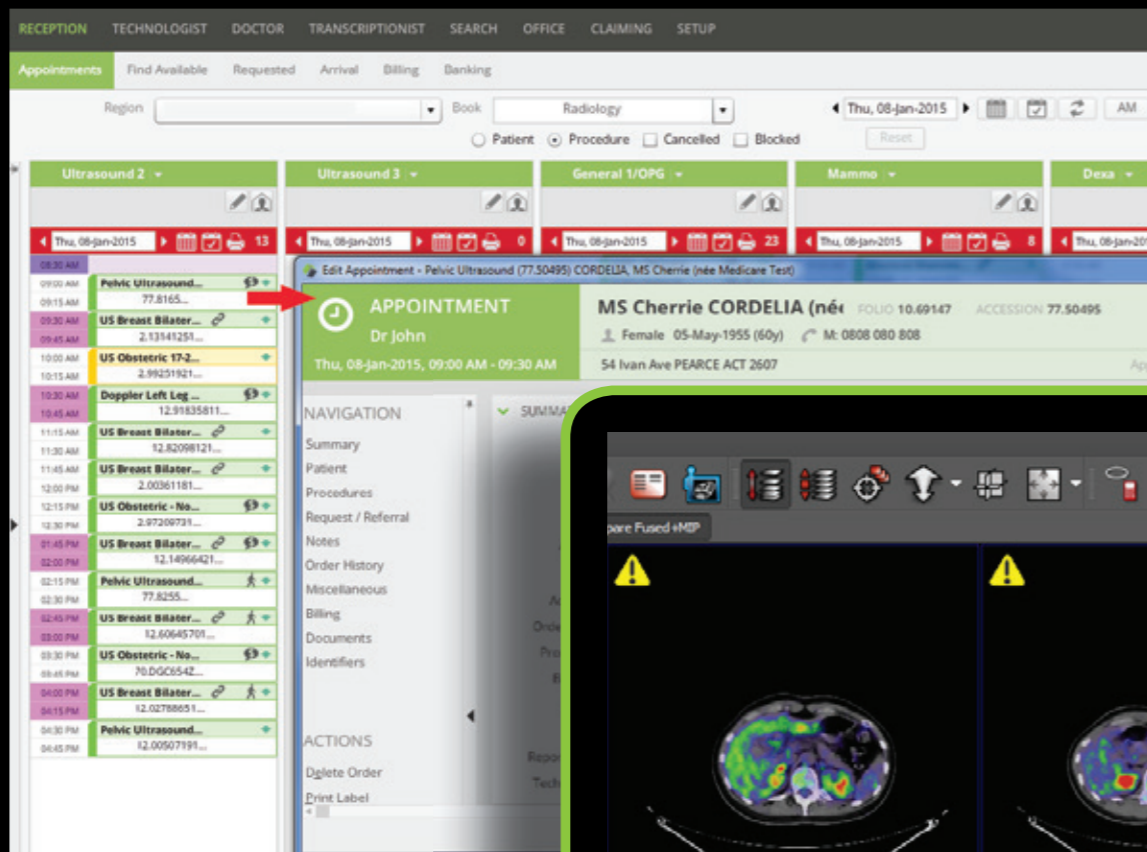 RECEPTION TECHNOLOGIST DOCTOR TRANSCRIPTIONIST SEARCH OFFICE CLAIMING SETUP
Appointments Find Available Requested Arrival Billing Banking
Region Book Radiology Thu, 08-Jan-2015 AM
Patient Procedure Cancelled Blocked Reset
Ultrasound 2 Ultrasound 3 General 1/OPG Mammo Dexa
Thu, 08-Jan-2015 13 Thu, 08-Jan-2015 0 Thu, 08-Jan-2015 23 Thu, 08-Jan-2015 8 Thu, 08-Jan-201
08:30 AM
09:00 AM Pelvic Ultrasound...
09:15 AM 77.8165...
09:30 AM US Breast Bilater...
09:45 AM 2.13141251...
10:00 AM US Obstetric 17-2...
10:15 AM 2.99251921...
10:30 AM Doppler Left Leg ...
10:45 AM 12.91835811...
11:15 AM US Breast Bilater...
11:30 AM 12.82098121...
11:45 AM US Breast Bilater...
12:00 PM 2.00361181...
12:15 PM US Obstetric - No...
12:30 PM 2.97209731...
01:45 PM US Breast Bilater...
02:00 PM 12.14966421...
02:15 PM Pelvic Ultrasound...
02:30 PM 77.8255...
02:45 PM US Breast Bilater...
03:00 PM 12.60645701...
03:30 PM US Obstetric - No...
03:45 PM 70.DGC654Z...
04:00 PM US Breast Bilater...
04:15 PM 12.02788651...
04:30 PM Pelvic Ultrasound...
04:45 PM 12.00507191...
Edit Appointment - Pelvic Ultrasound (77.50495) CORDELIA, MS Cherrie (née Medicare Test)
APPOINTMENT
Dr John
Thu, 08-Jan-2015, 09:00 AM - 09:30 AM
MS Cherrie CORDELIA (née FOLIO 10.69147 ACCESSION 77.50495
Female 05-May-1955 (60y) M: 0808 080 808
54 Ivan Ave PEARCE ACT 2607 Ap
NAVIGATION
Summary
Patient
Procedures
Request / Referral
Notes
Order History
Miscellaneous
Billing
Documents
Identifiers
ACTIONS
Delete Order
Print Label
SUMMA
Orde
Pro
Repor
Tech
pare Fused +MIP